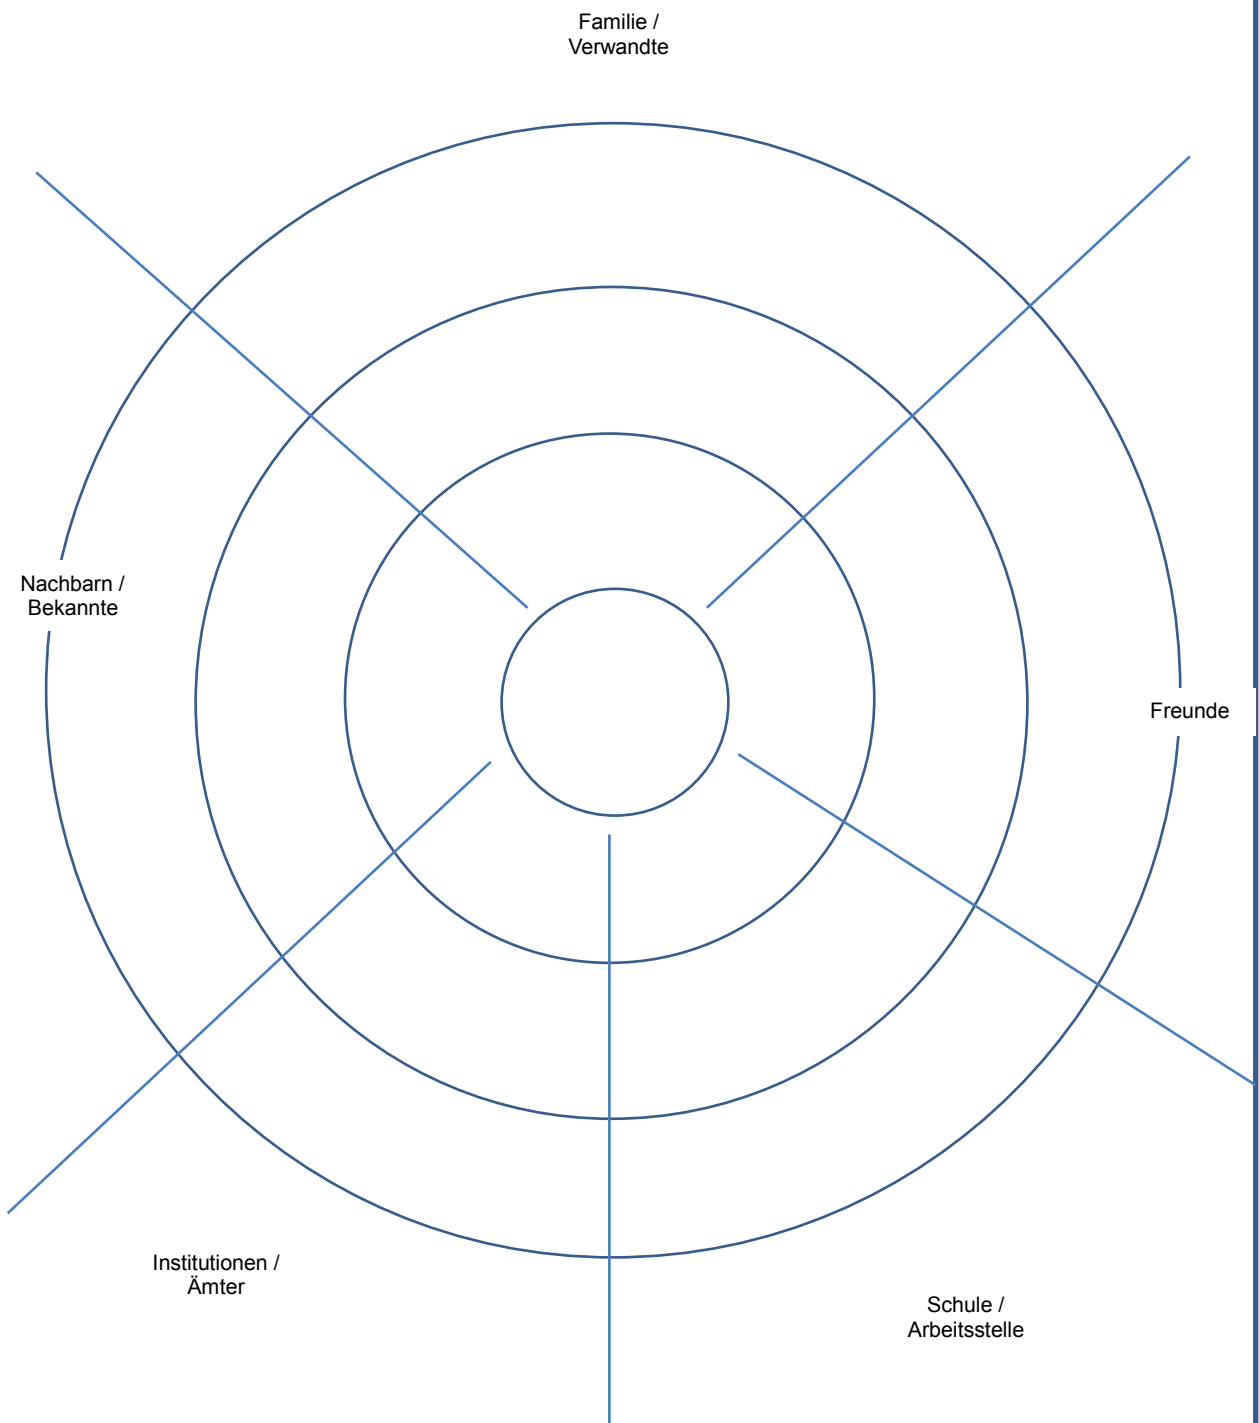 Familie /
Verwandte
Nachbarn /
Bekannte
Freunde
Institutionen /
Ämter
Schule /
Arbeitsstelle